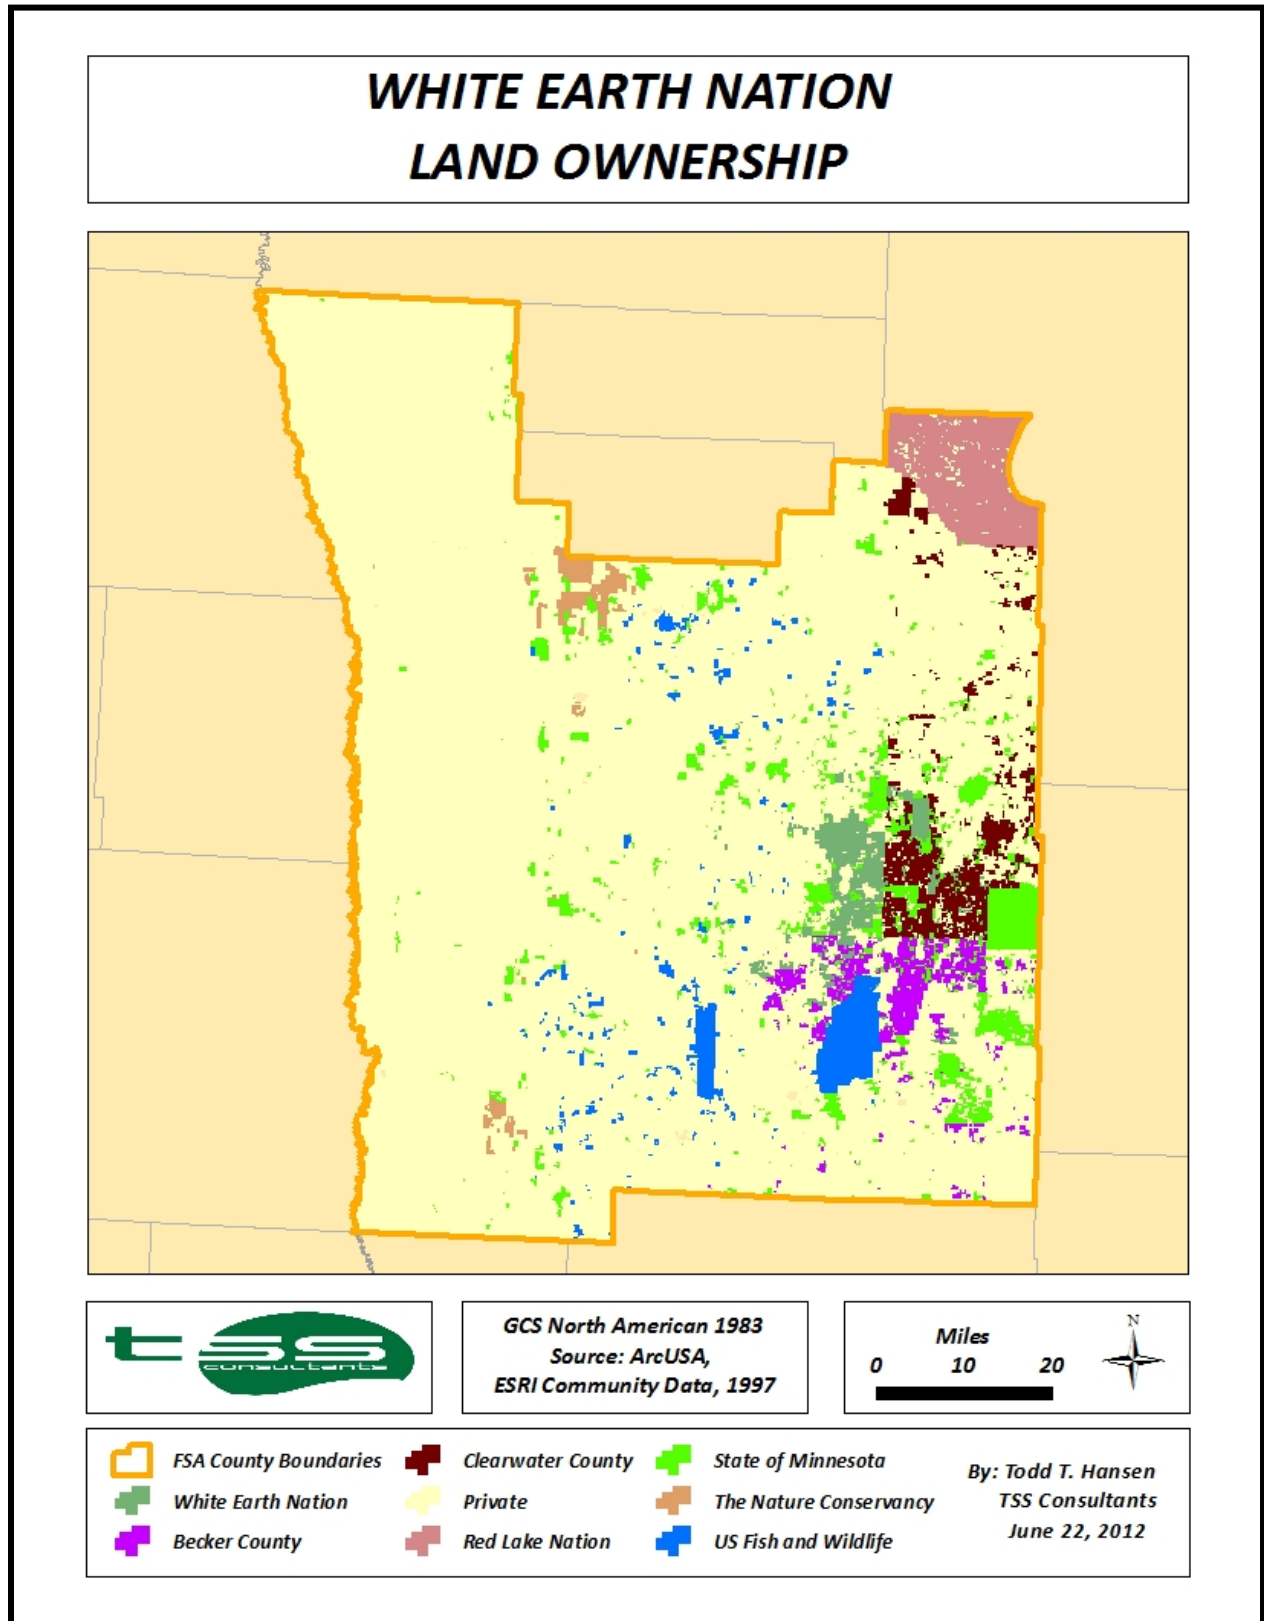 WHITE EARTH NATION
LAND OWNERSHIP
tss
consultants
GCS North American 1983
Source: ArcUSA,
ESRI Community Data, 1997
Miles
0 10 20
N
FSA County Boundaries
White Earth Nation
Becker County
Clearwater County
Private
Red Lake Nation
State of Minnesota
The Nature Conservancy
US Fish and Wildlife
By: Todd T. Hansen
TSS Consultants
June 22, 2012